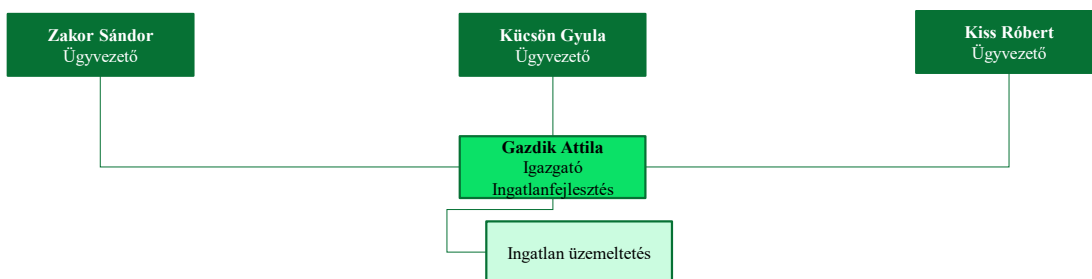 Zakor Sándor
Ügyvezető
Kücsön Gyula
Ügyvezető
Kiss Róbert
Ügyvezető
Gazdik Attila
Igazgató
Ingatlanfejlesztés
Ingatlan üzemeltetés